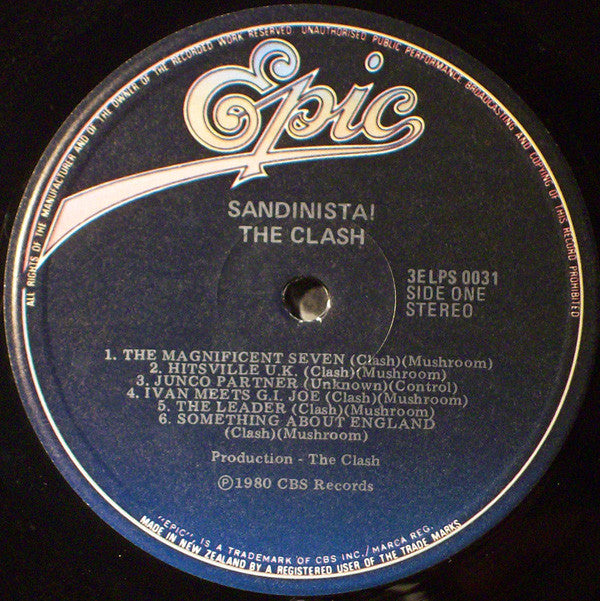 ALL RIGHTS OF THE MANUFACTURER AND OF THE OWNER OF THE RECORDED WORK RESERVED. UNAUTHORISED PUBLIC PERFORMANCE BROADCASTING AND COPYING OF THIS RECORD PROHIBITED
Epic
SANDINISTA!
THE CLASH
3ELPS 0031
SIDE ONE
STEREO
1. THE MAGNIFICENT SEVEN (Clash)(Mushroom)
2. HITSVILLE U.K. (Clash)(Mushroom)
3. JUNCO PARTNER (Unknown)(Control)
4. IVAN MEETS G.I. JOE (Clash)(Mushroom)
5. THE LEADER (Clash)(Mushroom)
6. SOMETHING ABOUT ENGLAND
(Clash)(Mushroom)
Production - The Clash
Ⓟ1980 CBS Records
"EPIC" IS A TRADEMARK OF CBS INC./MARCA REG.
MADE IN NEW ZEALAND BY A REGISTERED USER OF THE TRADE MARKS